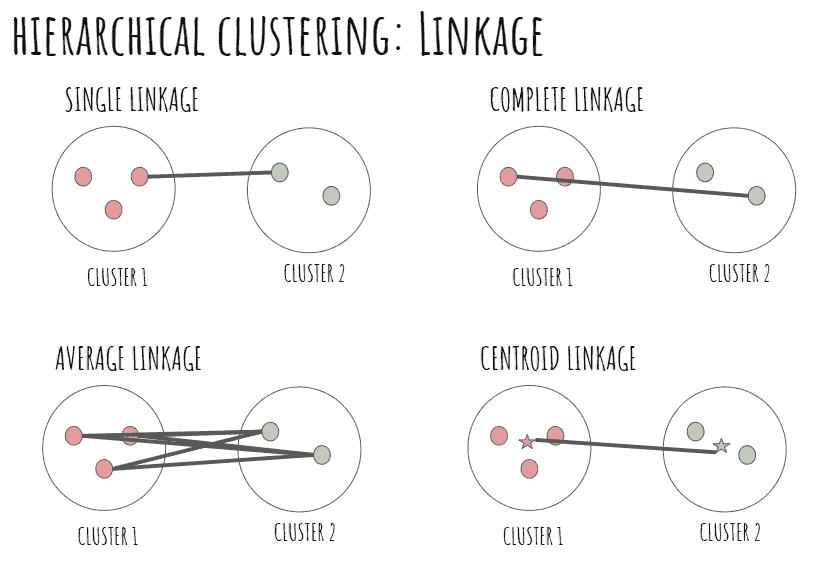 HIERARCHICAL CLUSTERING: LINKAGE
SINGLE LINKAGE
COMPLETE LINKAGE
CLUSTER 1
CLUSTER 2
CLUSTER 1
CLUSTER 2
AVERAGE LINKAGE
CENTROID LINKAGE
CLUSTER 1
CLUSTER 2
CLUSTER 1
CLUSTER 2